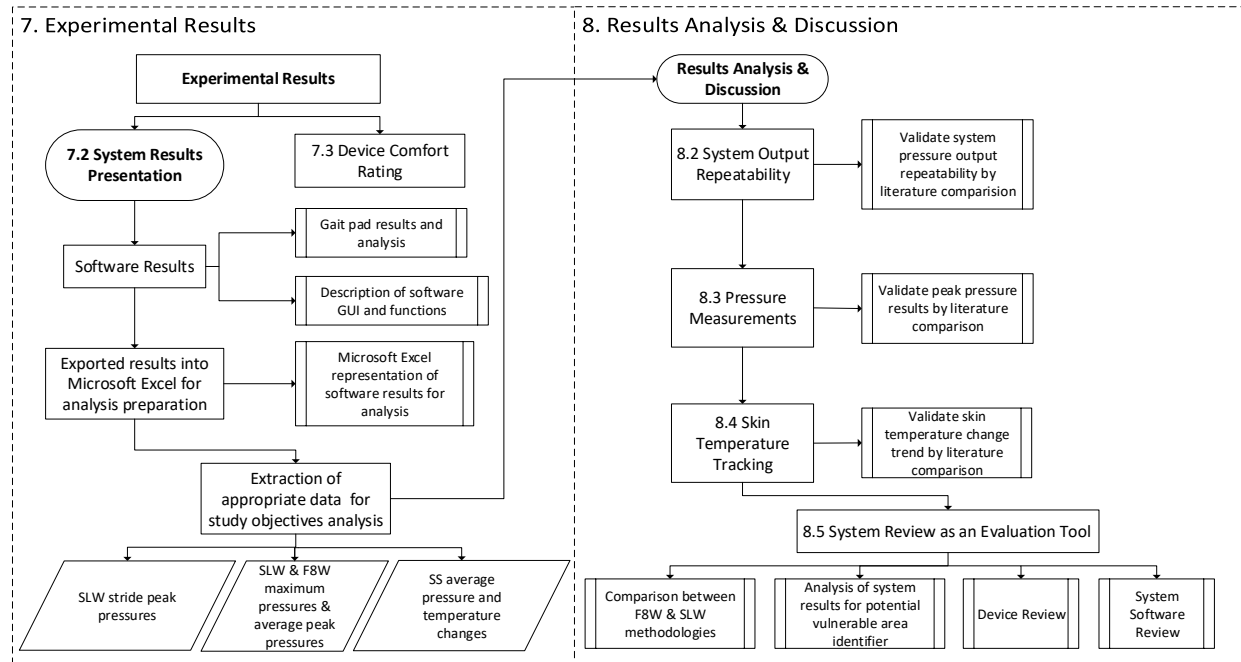 7. Experimental Results
Experimental Results
7.2 System Results
Presentation
7.3 Device Comfort
Rating
Software Results
Gait pad results and
analysis
Description of software
GUI and functions
Exported results into
Microsoft Excel for
analysis preparation
Microsoft Excel
representation of
software results for
analysis
Extraction of
appropriate data for
study objectives analysis
SLW stride peak
pressures
SLW & F8W
maximum
pressures &
average peak
pressures
SS average
pressure and
temperature
changes
8. Results Analysis & Discussion
Results Analysis &
Discussion
8.2 System Output
Repeatability
Validate system
pressure output
repeatability by
literature comparision
8.3 Pressure
Measurements
Validate peak pressure
results by literature
comparison
8.4 Skin
Temperature
Tracking
Validate skin
temperature change
trend by literature
comparison
8.5 System Review as an Evaluation Tool
Comparison between
F8W & SLW
methodologies
Analysis of system
results for potential
vulnerable area
identifier
Device Review
System
Software Review